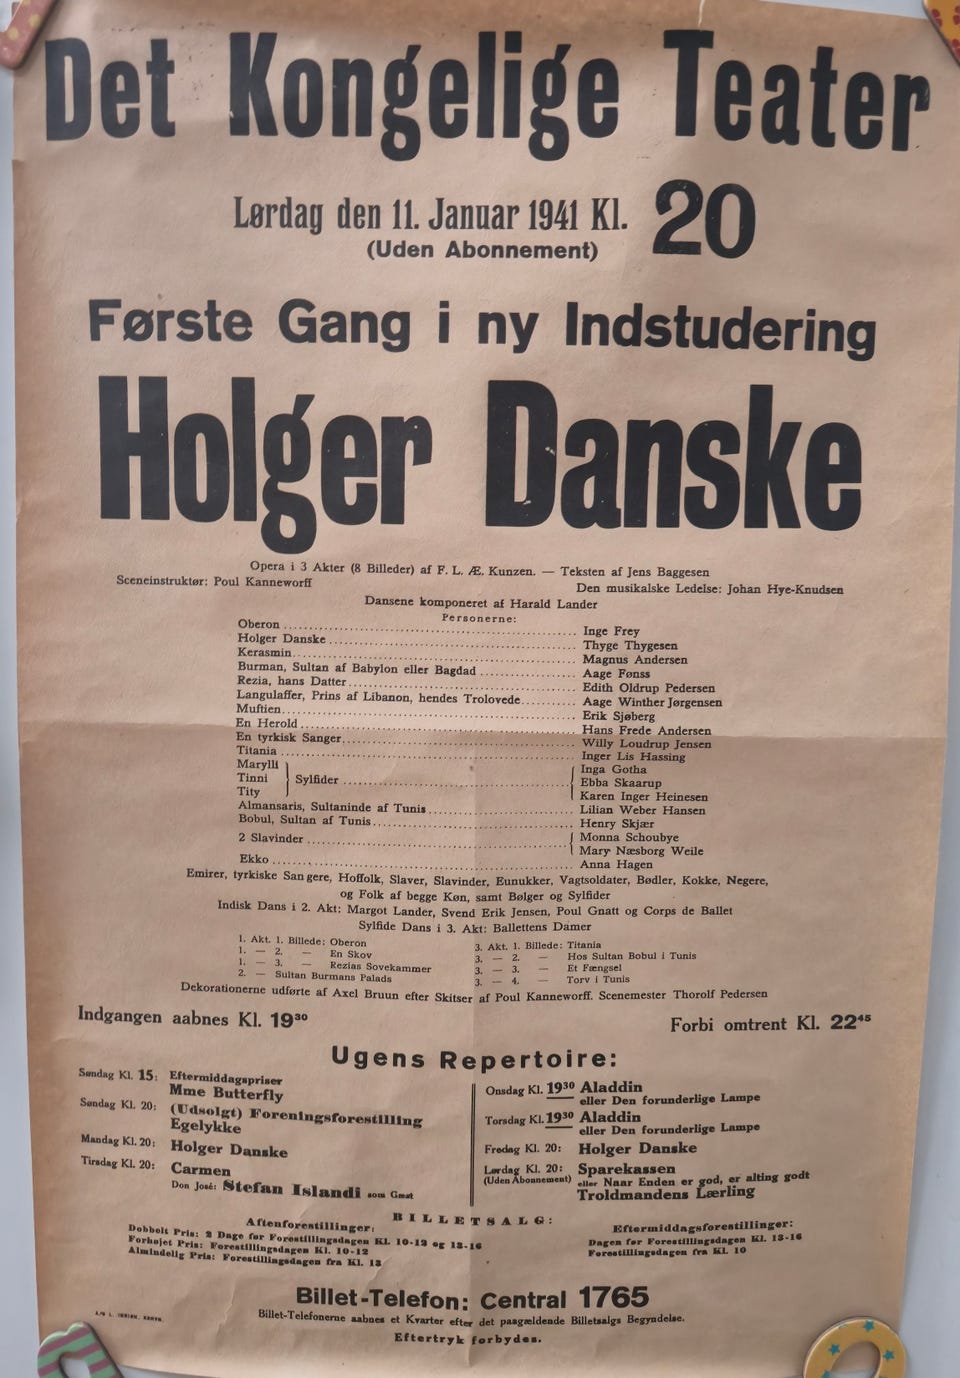 Det Kongelige Teater
Lørdag den 11. Januar 1941 Kl. 20
(Uden Abonnement)
Første Gang i ny Indstudering
Holger Danske
Opera i 3 Akter (8 Billeder) af F. L. Æ. Kunzen. — Teksten af Jens Baggesen
Sceneinstruktør: Poul Kanneworff Den musikalske Ledelse: Johan Hye-Knudsen
Dansene komponeret af Harald Lander
Personerne:
Oberon ........ Inge Frey
Holger Danske ........ Thyge Thygesen
Kerasmin ........ Magnus Andersen
Burman, Sultan af Babylon eller Bagdad ........ Aage Fønss
Rezia, hans Datter ........ Edith Oldrup Pedersen
Langulaffer, Prins af Libanon, hendes Trolovede ........ Aage Winther Jørgensen
Muftien ........ Erik Sjøberg
En Herold ........ Hans Frede Andersen
En tyrkisk Sanger ........ Willy Loudrup Jensen
Titania ........ Inger Lis Hassing
Marylli Inga Gotha
Tinni Sylfider ........ Ebba Skaarup
Tity Karen Inger Heinesen
Almansaris, Sultaninde af Tunis ........ Lilian Weber Hansen
Bobul, Sultan af Tunis ........ Henry Skjær
2 Slavinder ........ Monna Schoubye
Mary Næsborg Weile
Ekko ........ Anna Hagen
Emirer, tyrkiske Sangere, Hoffolk, Slaver, Slavinder, Eunukker, Vagtsoldater, Bødler, Kokke, Negere,
og Folk af begge Køn, samt Bølger og Sylfider
Indisk Dans i 2. Akt: Margot Lander, Svend Erik Jensen, Poul Gnatt og Corps de Ballet
Sylfide Dans i 3. Akt: Ballettens Damer
1. Akt. 1. Billede: Oberon
1. — 2. — En Skov
1. — 3. — Rezias Sovekammer
2. — Sultan Burmans Palads
3. Akt. 1. Billede: Titania
3. — 2. — Hos Sultan Bobul i Tunis
3. — 3. — Et Fængsel
3. — 4. — Torv i Tunis
Dekorationerne udførte af Axel Bruun efter Skitser af Poul Kanneworff. Scenemester Thorolf Pedersen
Indgangen aabnes Kl. 19³⁰ Forbi omtrent Kl. 22⁴⁵
Ugens Repertoire:
Søndag Kl. 15: Eftermiddagspriser
Mme Butterfly
Søndag Kl. 20: (Udsolgt) Foreningsforestilling
Egelykke
Mandag Kl. 20: Holger Danske
Tirsdag Kl. 20: Carmen
Don José: Stefan Islandi som Gæst
Onsdag Kl. 19³⁰ Aladdin
eller Den forunderlige Lampe
Torsdag Kl. 19³⁰ Aladdin
eller Den forunderlige Lampe
Fredag Kl. 20: Holger Danske
Lørdag Kl. 20: Sparekassen
(Uden Abonnement) eller Naar Enden er god, er alting godt
Troldmandens Lærling
BILLETSALG:
Aftenforestillinger:
Dobbelt Pris: 2 Dage før Forestillingsdagen Kl. 10-12 og 13-16
Forhøjet Pris: Forestillingsdagen Kl. 10-12
Almindelig Pris: Forestillingsdagen fra Kl. 13
Eftermiddagsforestillinger:
Dagen før Forestillingsdagen Kl. 13-16
Forestillingsdagen fra Kl. 10
Billet-Telefon: Central 1765
Billet-Telefonerne aabnes et Kvarter efter det paagældende Billetsalgs Begyndelse.
Eftertryk forbydes.